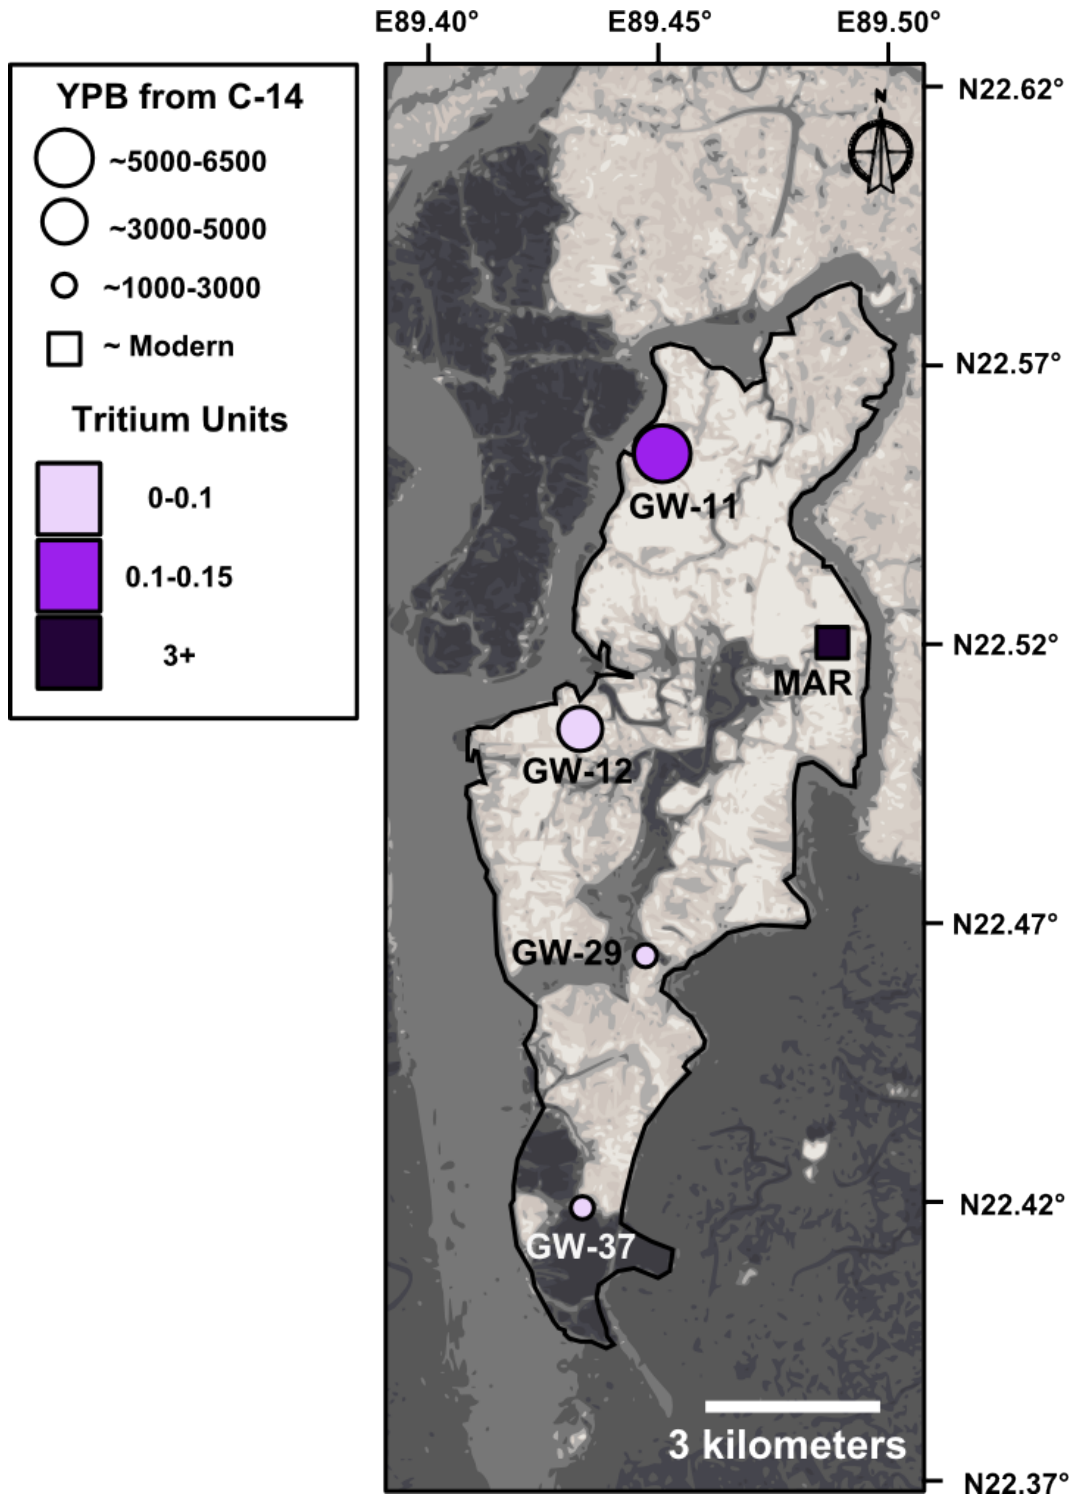 E89.40° E89.45° E89.50°
YPB from C-14
~5000-6500
~3000-5000
~1000-3000
~ Modern
Tritium Units
0-0.1
0.1-0.15
3+
N
N22.62°
N22.57°
GW-11
N22.52°
MAR
GW-12
N22.47°
GW-29
N22.42°
GW-37
3 kilometers
N22.37°